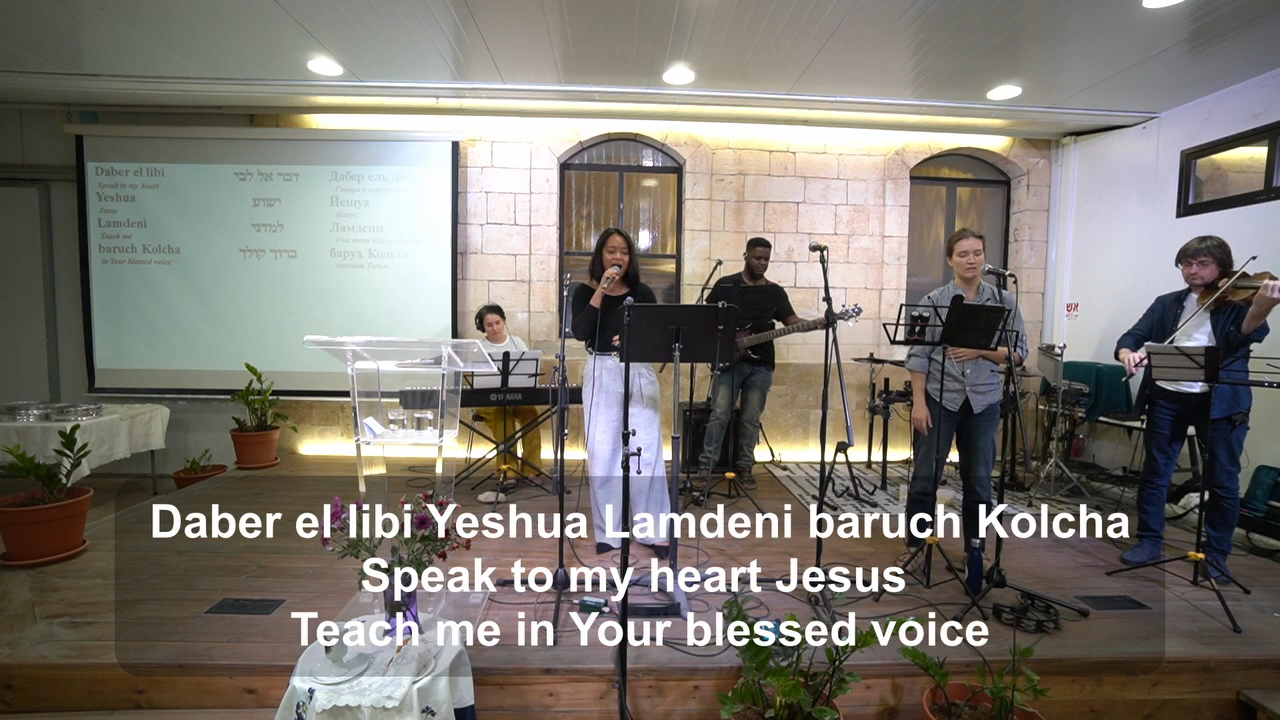 Daber el libi
Speak to my heart
Yeshua
Jesus
Lamdeni
Teach me
baruch Kolcha
in Your blessed voice
דבר אל לבי
ישוע
למדני
ברוך קולך
Дабер ель
Йешуа
Ламдени
барух Кольха
YAMAHA
Daber el libi Yeshua Lamdeni baruch Kolcha
Speak to my heart Jesus
Teach me in Your blessed voice